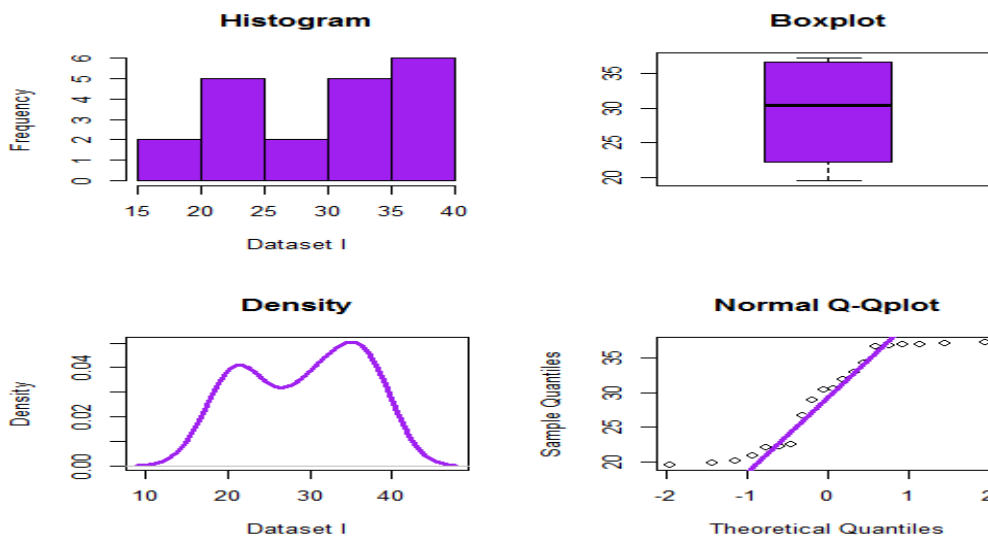 Histogram
Frequency
0 1 2 3 4 5 6
15 20 25 30 35 40
Dataset I
Boxplot
20 25 30 35
Density
Density
0.00 0.02 0.04
10 20 30 40
Dataset I
Normal Q-Qplot
Sample Quantiles
20 25 30 35
-2 -1 0 1 2
Theoretical Quantiles